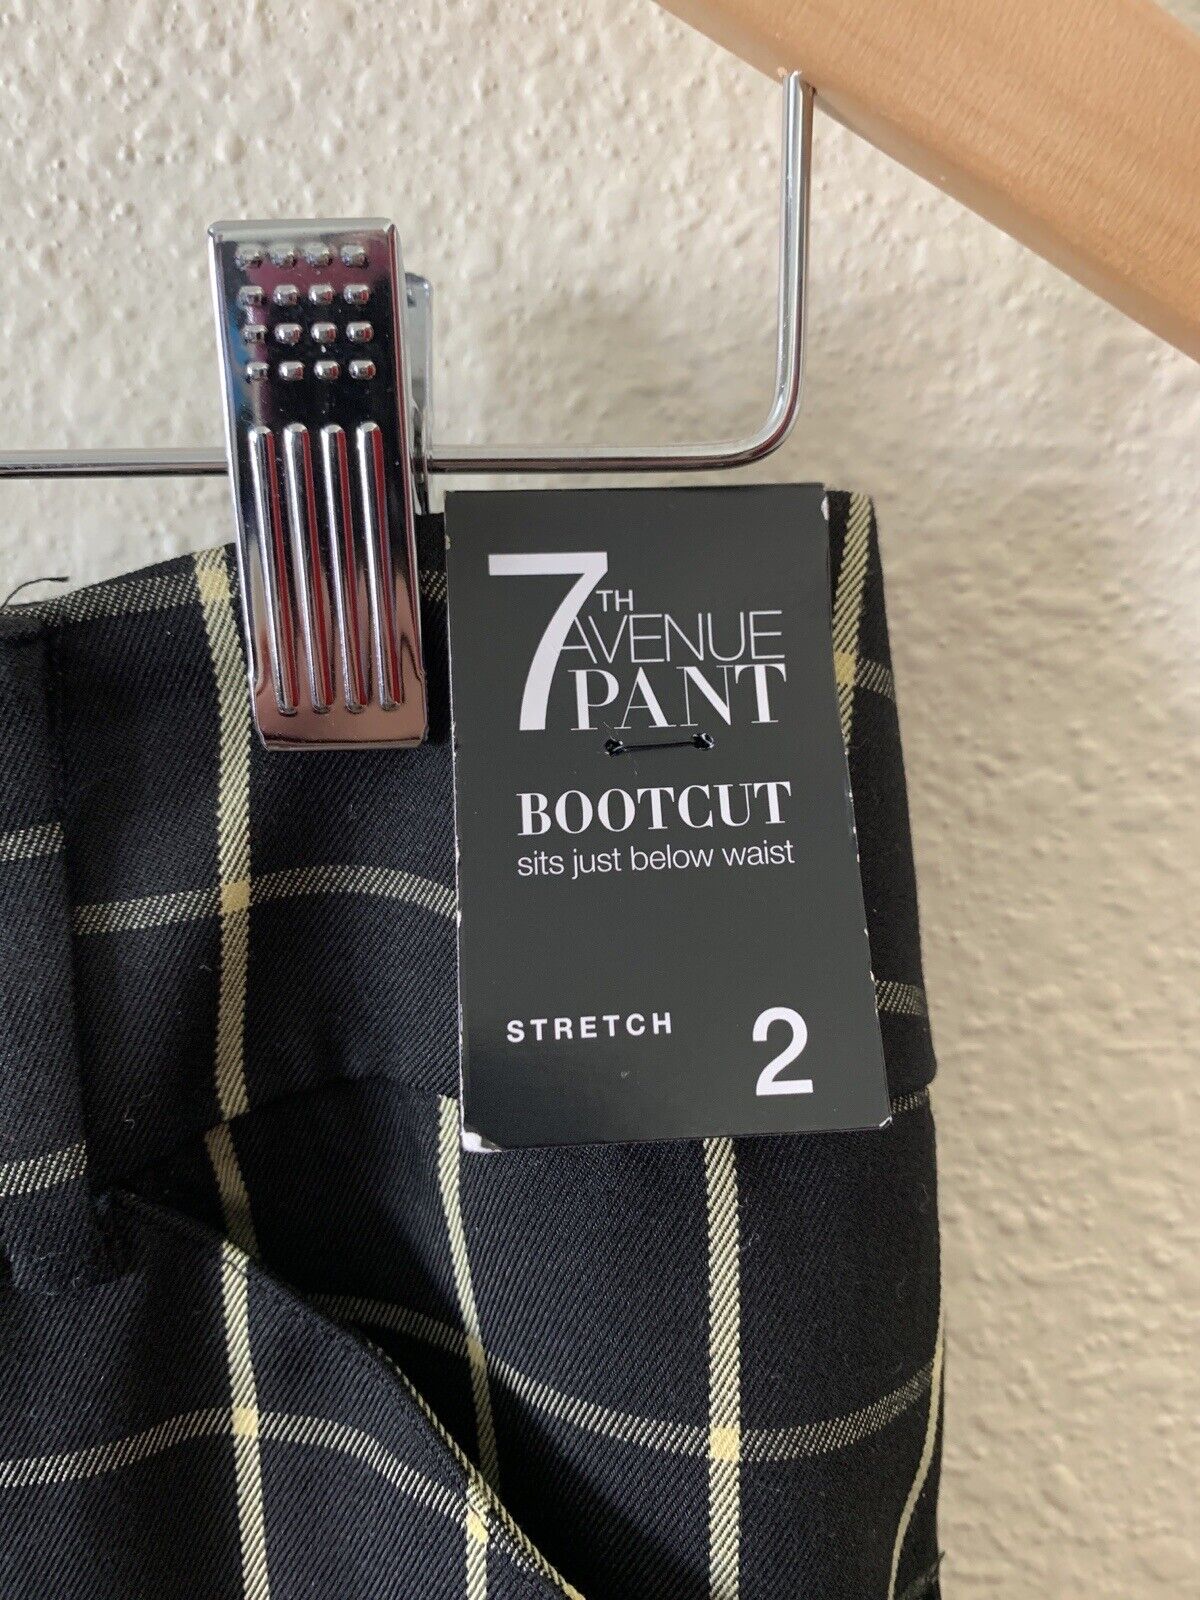 7TH
AVENUE
PANT
BOOTCUT
sits just below waist
STRETCH
2